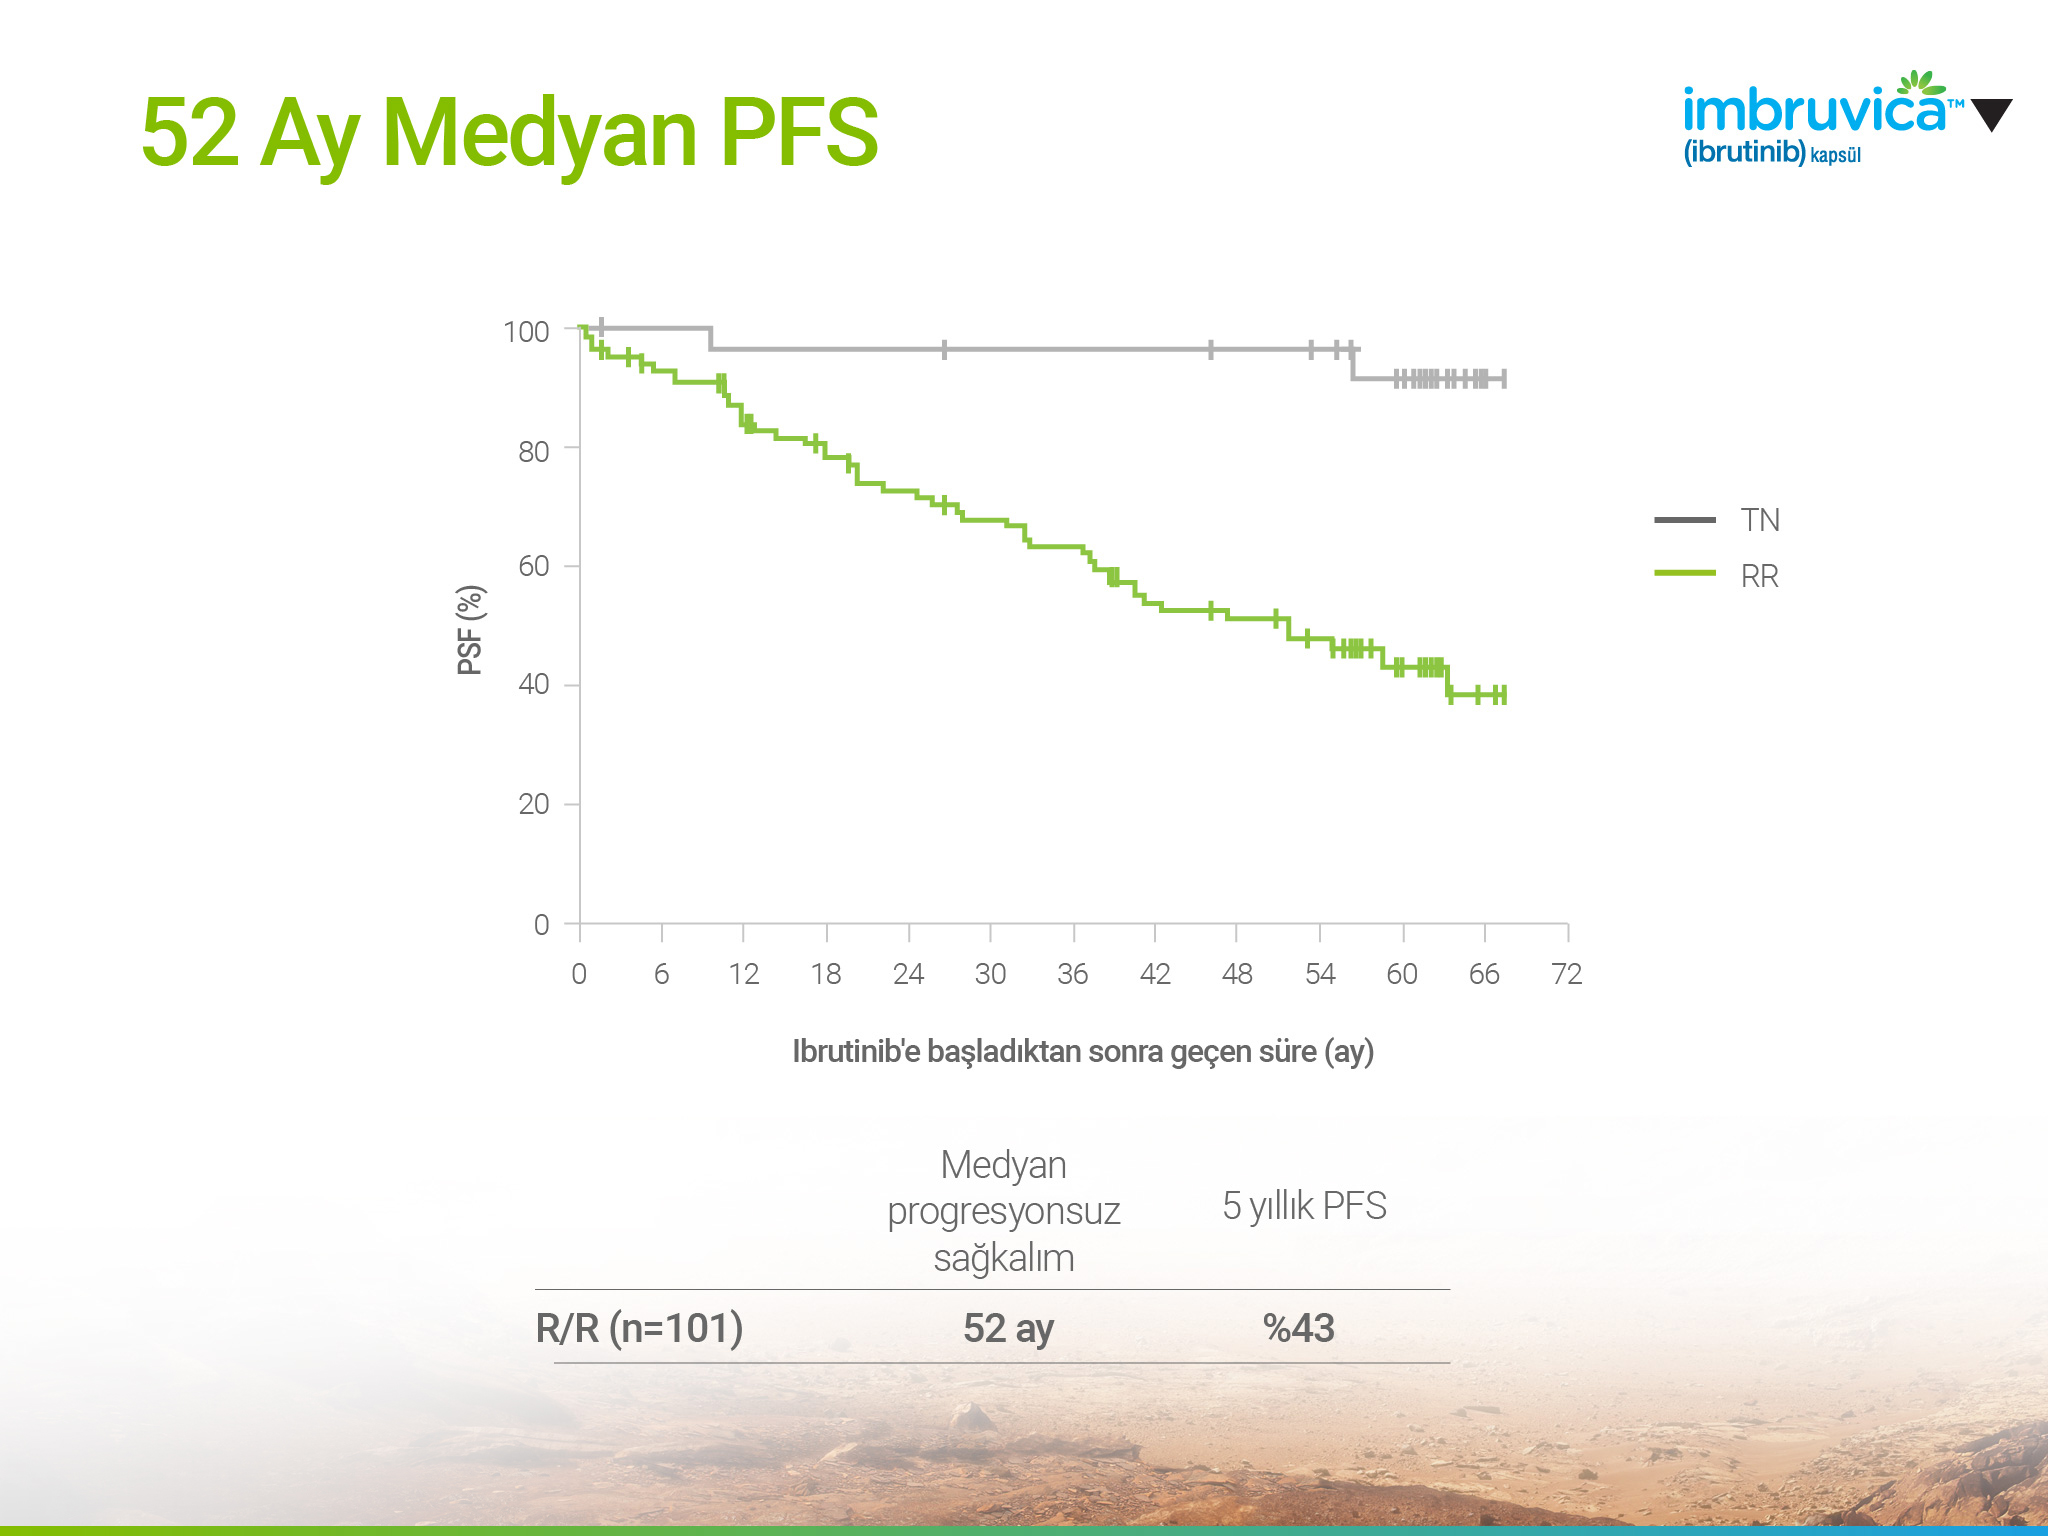 52 Ay Medyan PFS
imbruvica™
(ibrutinib) kapsül
100
80
60
40
20
0
PSF (%)
0 6 12 18 24 30 36 42 48 54 60 66 72
Ibrutinib'e başladıktan sonra geçen süre (ay)
TN
RR
Medyan
progresyonsuz
sağkalım
5 yıllık PFS
R/R (n=101) 52 ay %43